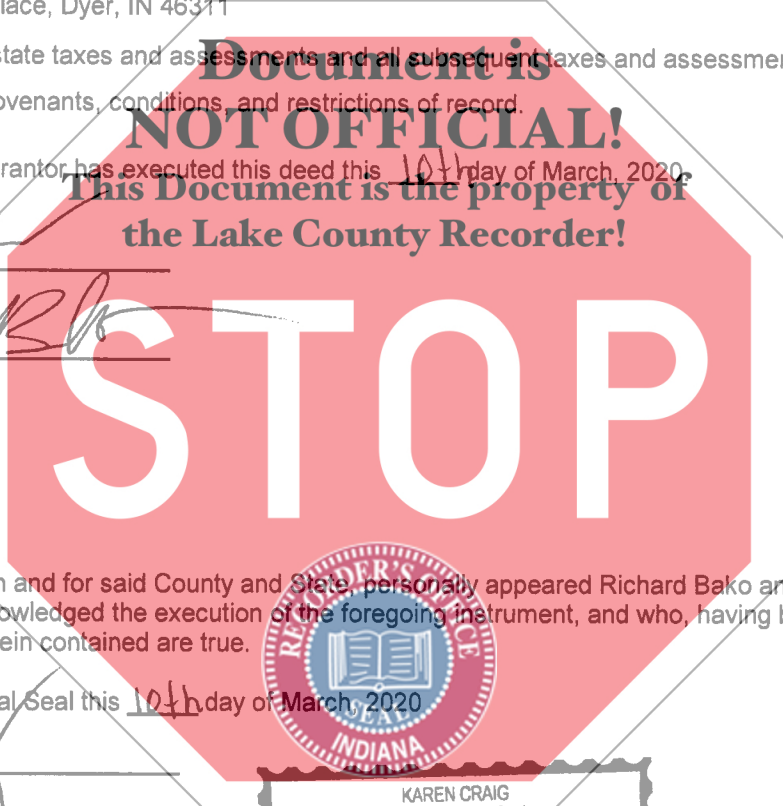 lace, Dyer, IN 46311
state taxes and assessments and all subsequent taxes and assessmen
Document is
ovenants, conditions, and restrictions of record.
NOT OFFICIAL!
rantor has executed this deed this 10th day of March, 2020.
This Document is the property of
the Lake County Recorder!
STOP
n and for said County and State, personally appeared Richard Bako an
owledged the execution of the foregoing instrument, and who, having b
ein contained are true.
RECORDER'S OFFICE
al Seal this 10th day of March, 2020
SEAL
INDIANA
KAREN CRAIG